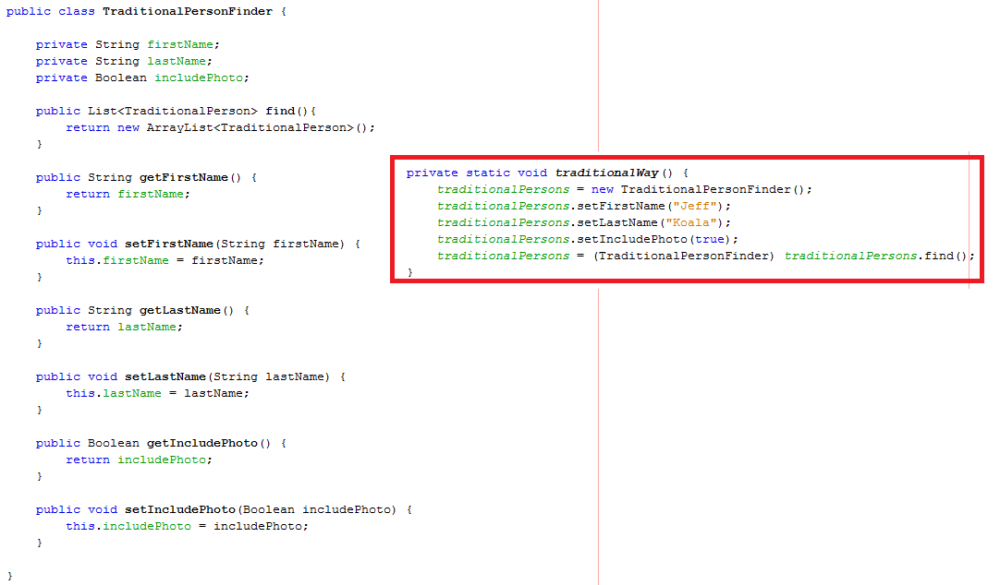 public class TraditionalPersonFinder {
private String firstName;
private String lastName;
private Boolean includePhoto;
public List<TraditionalPerson> find(){
return new ArrayList<TraditionalPerson>();
}
public String getFirstName() {
return firstName;
}
public void setFirstName(String firstName) {
this.firstName = firstName;
}
public String getLastName() {
return lastName;
}
public void setLastName(String lastName) {
this.lastName = lastName;
}
public Boolean getIncludePhoto() {
return includePhoto;
}
public void setIncludePhoto(Boolean includePhoto) {
this.includePhoto = includePhoto;
}
}
private static void traditionalWay() {
traditionalPersons = new TraditionalPersonFinder();
traditionalPersons.setFirstName("Jeff");
traditionalPersons.setLastName("Koala");
traditionalPersons.setIncludePhoto(true);
traditionalPersons = (TraditionalPersonFinder) traditionalPersons.find();
}